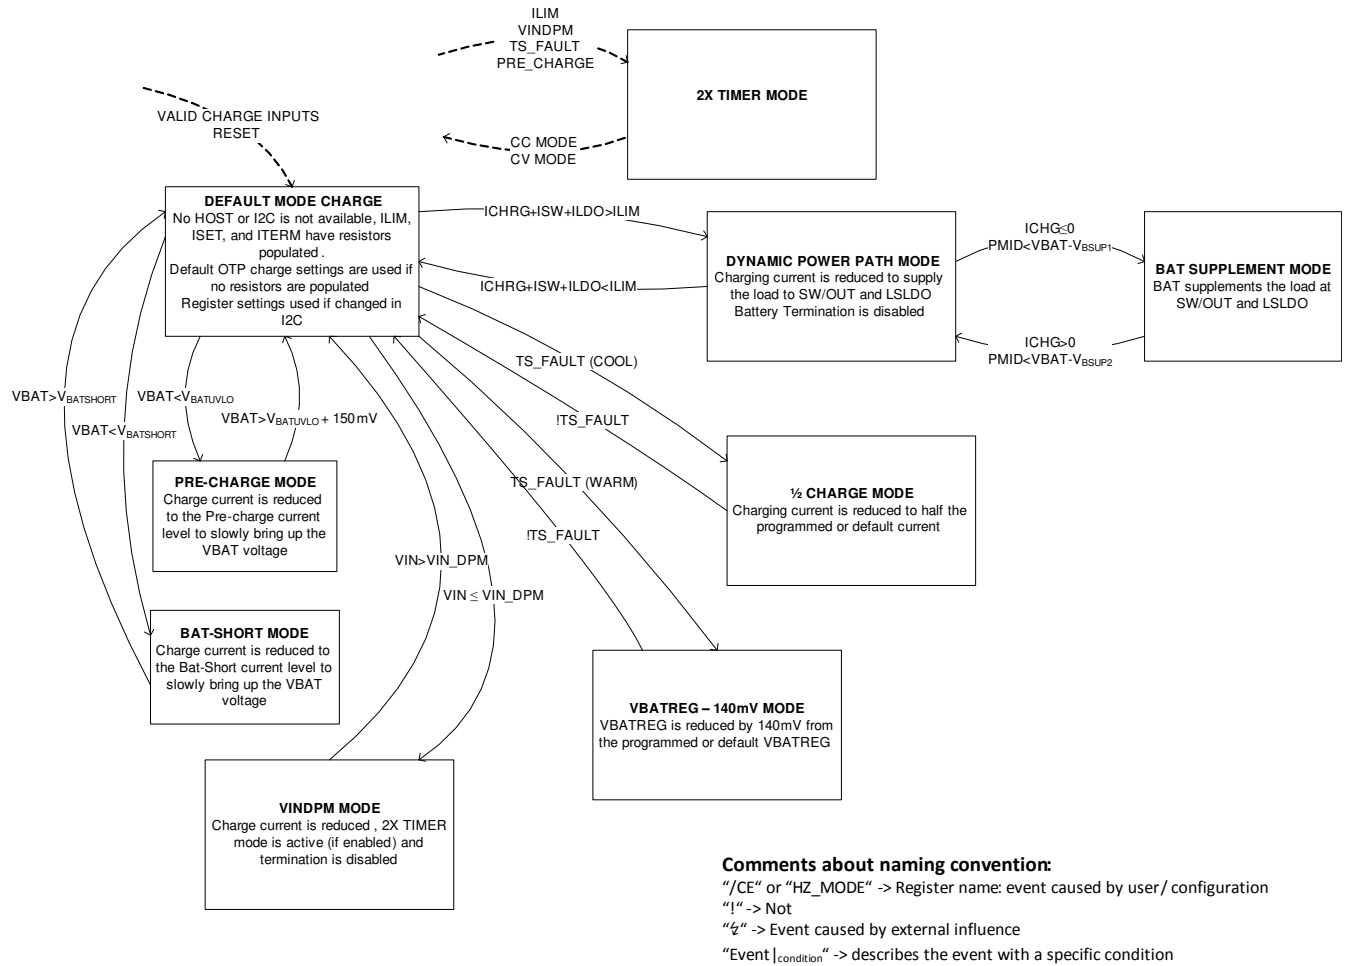 ILIM
VINDPM
TS_FAULT
PRE_CHARGE
2X TIMER MODE
VALID CHARGE INPUTS
RESET
CC MODE
CV MODE
DEFAULT MODE CHARGE
No HOST or I2C is not available, ILIM,
ISET, and ITERM have resistors
populated .
Default OTP charge settings are used if
no resistors are populated
Register settings used if changed in
I2C
ICHRG+ISW+ILDO>ILIM
ICHRG+ISW+ILDO<ILIM
DYNAMIC POWER PATH MODE
Charging current is reduced to supply
the load to SW/OUT and LSLDO
Battery Termination is disabled
ICHG≤0
PMID<VBAT-VBSUP1
ICHG>0
PMID<VBAT-VBSUP2
BAT SUPPLEMENT MODE
BAT supplements the load at
SW/OUT and LSLDO
TS_FAULT (COOL)
!TS_FAULT
VBAT>VBATSHORT
VBAT<VBATUVLO
VBAT>VBATUVLO + 150mV
VBAT<VBATSHORT
PRE-CHARGE MODE
Charge current is reduced
to the Pre-charge current
level to slowly bring up the
VBAT voltage
TS_FAULT (WARM)
!TS_FAULT
½ CHARGE MODE
Charging current is reduced to half the
programmed or default current
VIN>VIN_DPM
VIN ≤ VIN_DPM
BAT-SHORT MODE
Charge current is reduced to
the Bat-Short current level to
slowly bring up the VBAT
voltage
VBATREG – 140mV MODE
VBATREG is reduced by 140mV from
the programmed or default VBATREG
VINDPM MODE
Charge current is reduced , 2X TIMER
mode is active (if enabled) and
termination is disabled
Comments about naming convention:
“/CE“ or “HZ_MODE“ -> Register name: event caused by user/ configuration
“!“ -> Not
“↯“ -> Event caused by external influence
“Event|condition“ -> describes the event with a specific condition